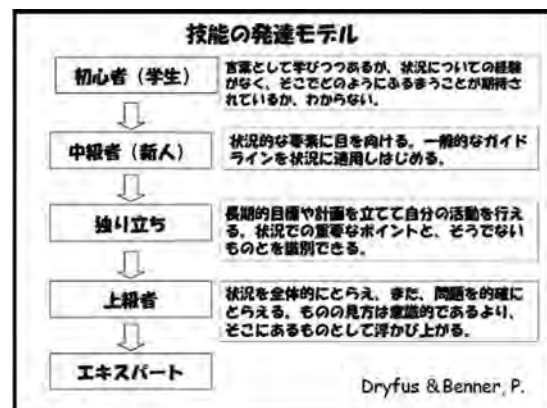 技能の発達モデル
初心者（学生）
言葉として学びつつあるが、状況についての経験
がなく、そこでどのようにふるまうことが期待さ
れているか、わからない。
中級者（新人）
状況的な要素に目を向ける。一般的なガイド
ラインを状況に適用しはじめる。
独り立ち
長期的目標や計画を立てて自分の活動を行え
る。状況での重要なポイントと、そうでない
ものとを識別できる。
上級者
状況を全体的にとらえ、また、問題を的確に
とらえる。ものの見方は意識的であるより、
そこにあるものとして浮かび上がる。
エキスパート
Dryfus & Benner, P.